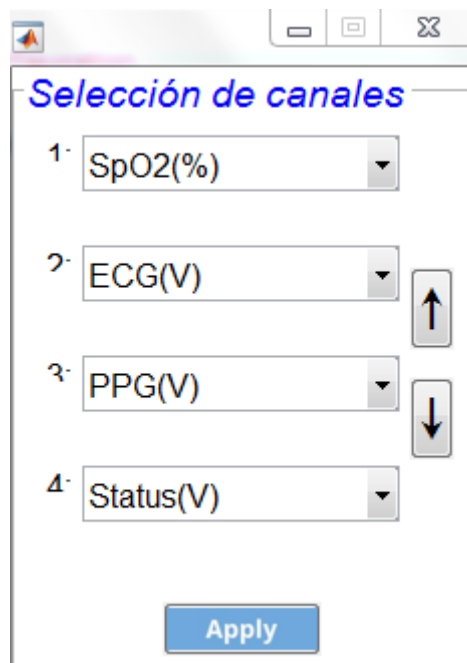 Selección de canales
1- SpO2(%)
2- ECG(V)
3- PPG(V)
4- Status(V)
Apply